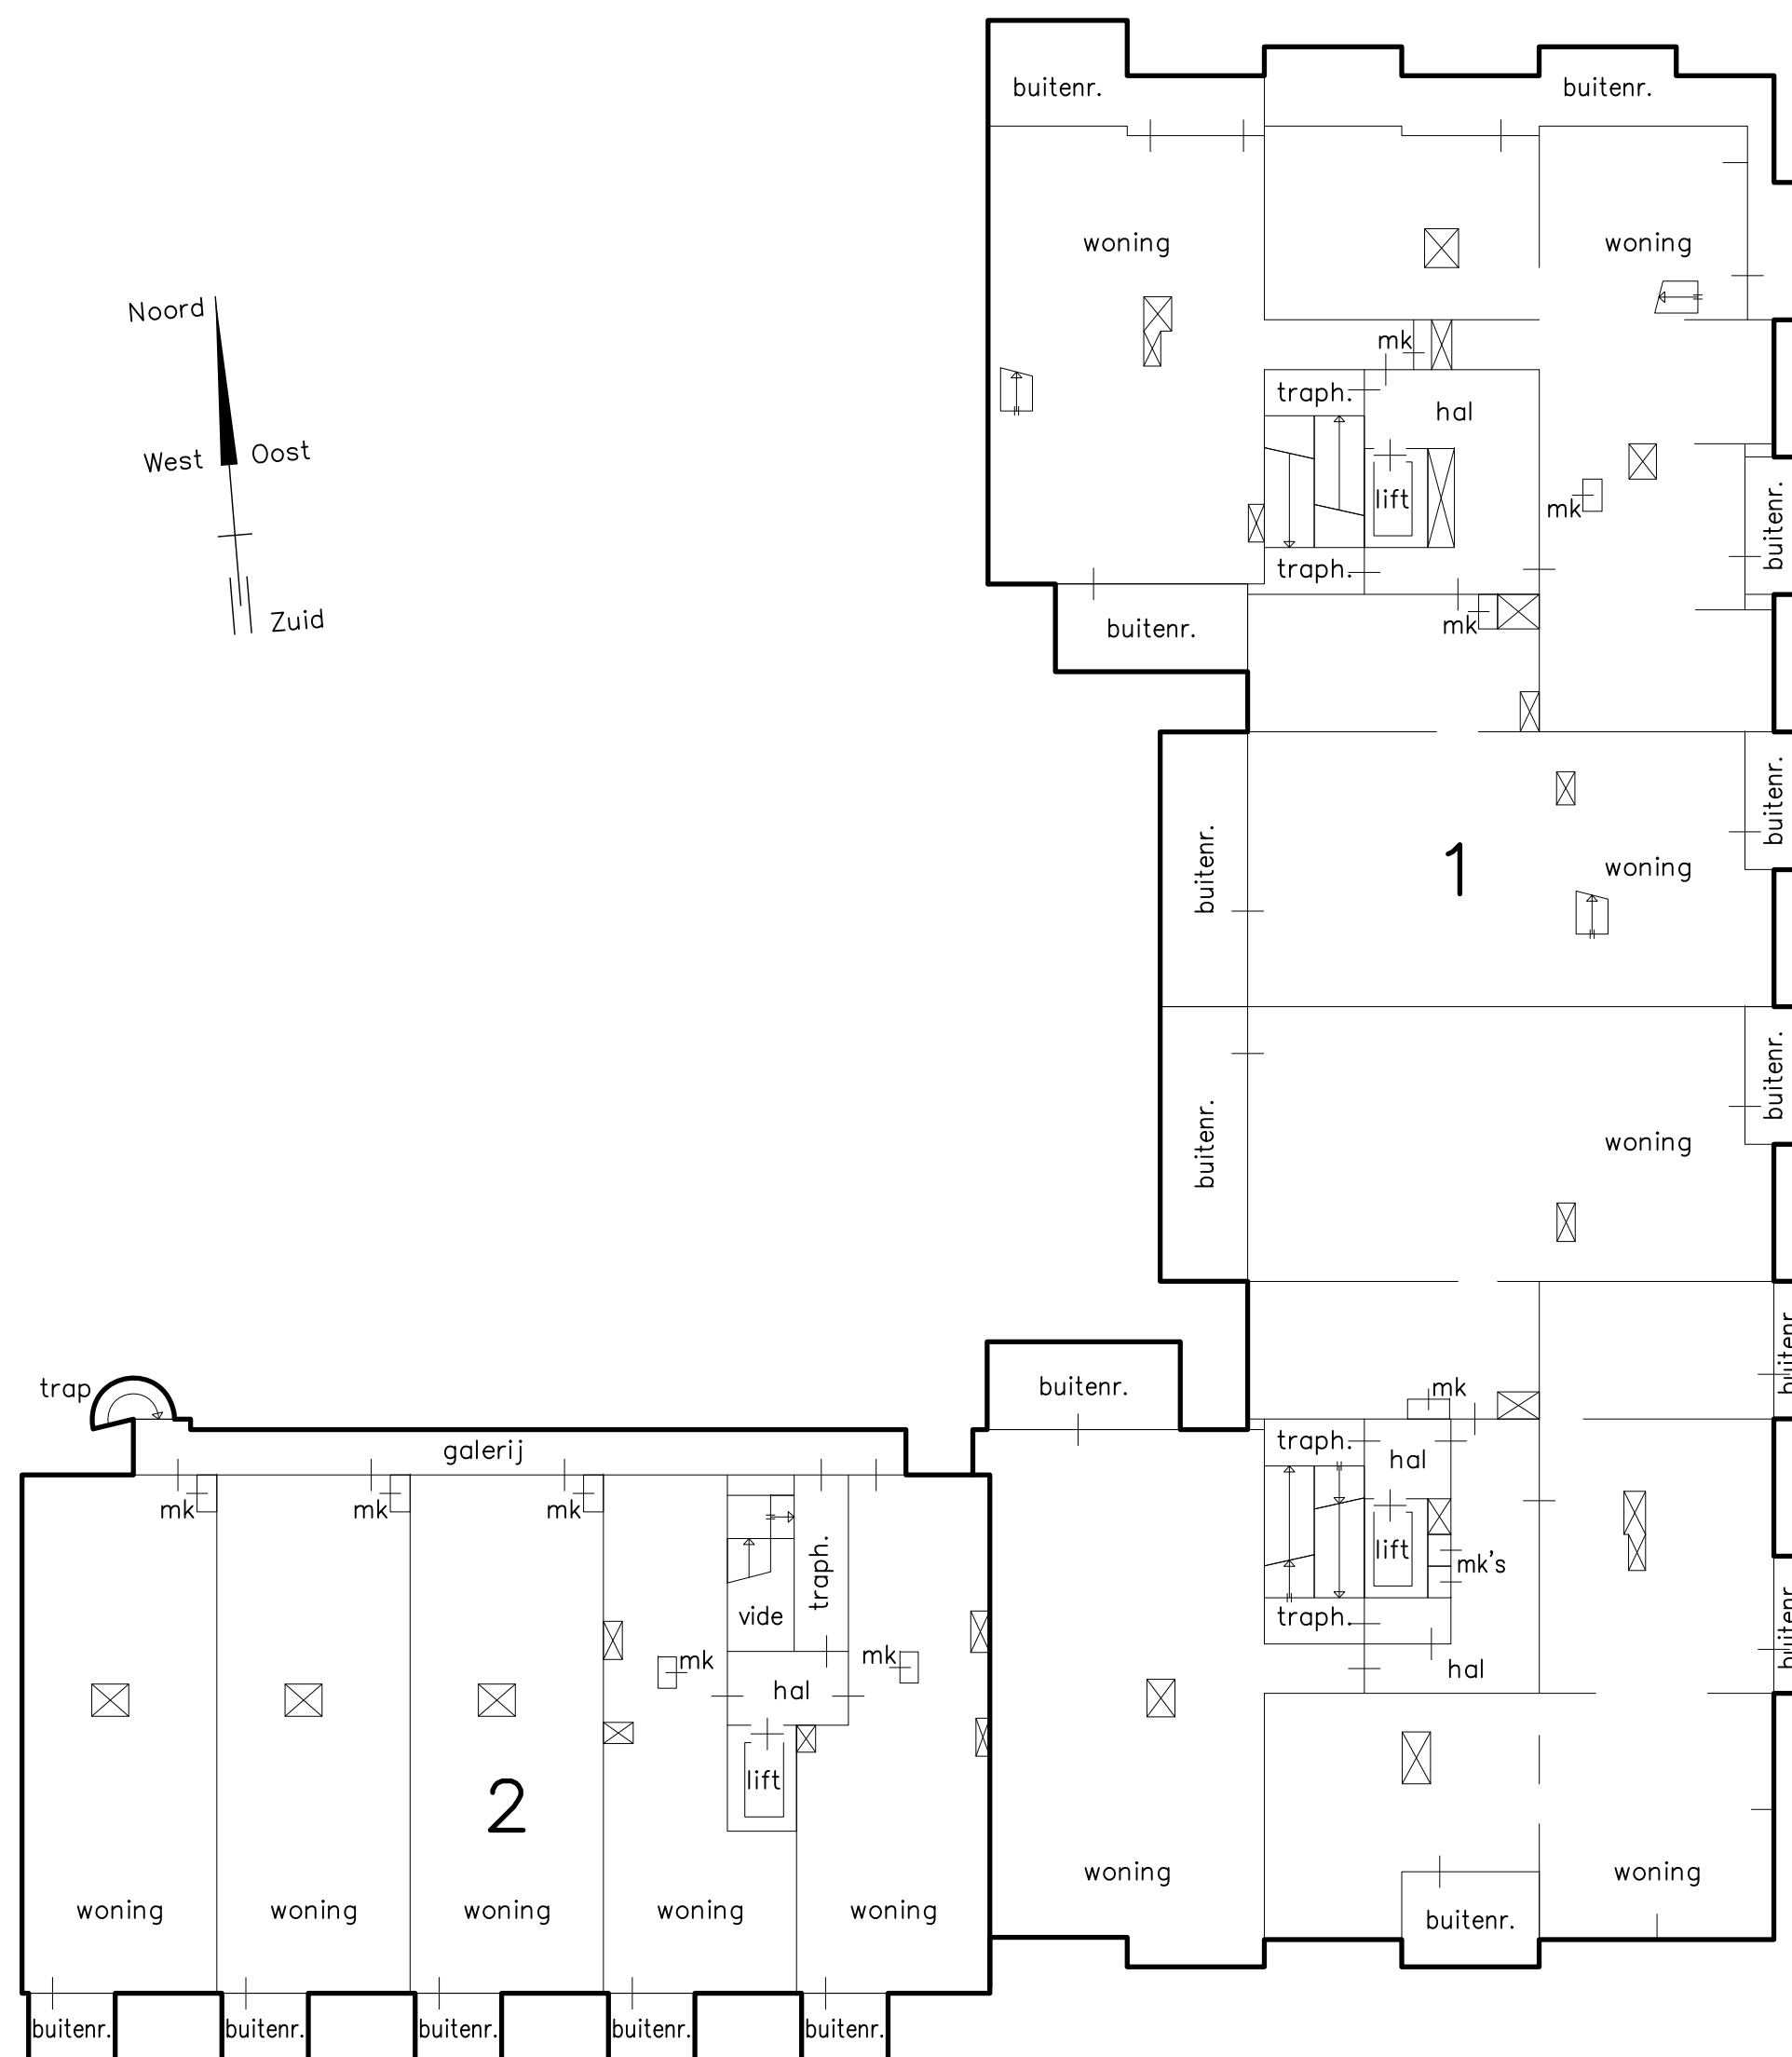 buitenr.
buitenr.
woning
woning
Noord
mk
traph.
hal
West
Oost
lift
mk
buitenr.
traph.
Zuid
buitenr.
mk
buitenr.
buitenr.
1
woning
buitenr.
buitenr.
woning
buitenr
trap
buitenr.
mk
galerij
traph.
hal
mk
mk
mk
traph.
lift
mk's
vide
traph.
buitenr
mk
mk
hal
hal
lift
2
woning
woning
woning
woning
woning
woning
woning
buitenr.
buitenr.
buitenr.
buitenr.
buitenr.
buitenr.